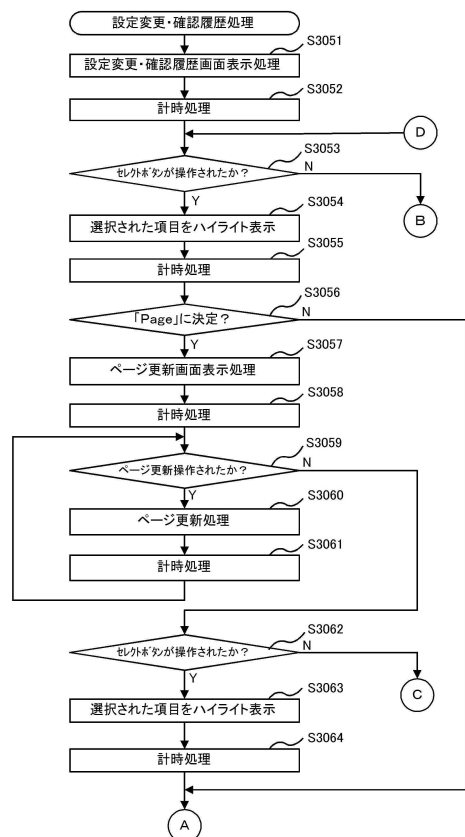 設定変更・確認履歴処理
S3051
設定変更・確認履歴画面表示処理
S3052
計時処理
D
S3053
セレクトボタンが操作されたか?
N
Y
B
S3054
選択された項目をハイライト表示
S3055
計時処理
S3056
「Page」に決定?
N
Y
S3057
ページ更新画面表示処理
S3058
計時処理
S3059
ページ更新操作されたか?
N
Y
S3060
ページ更新処理
S3061
計時処理
S3062
セレクトボタンが操作されたか?
N
Y
C
S3063
選択された項目をハイライト表示
S3064
計時処理
A